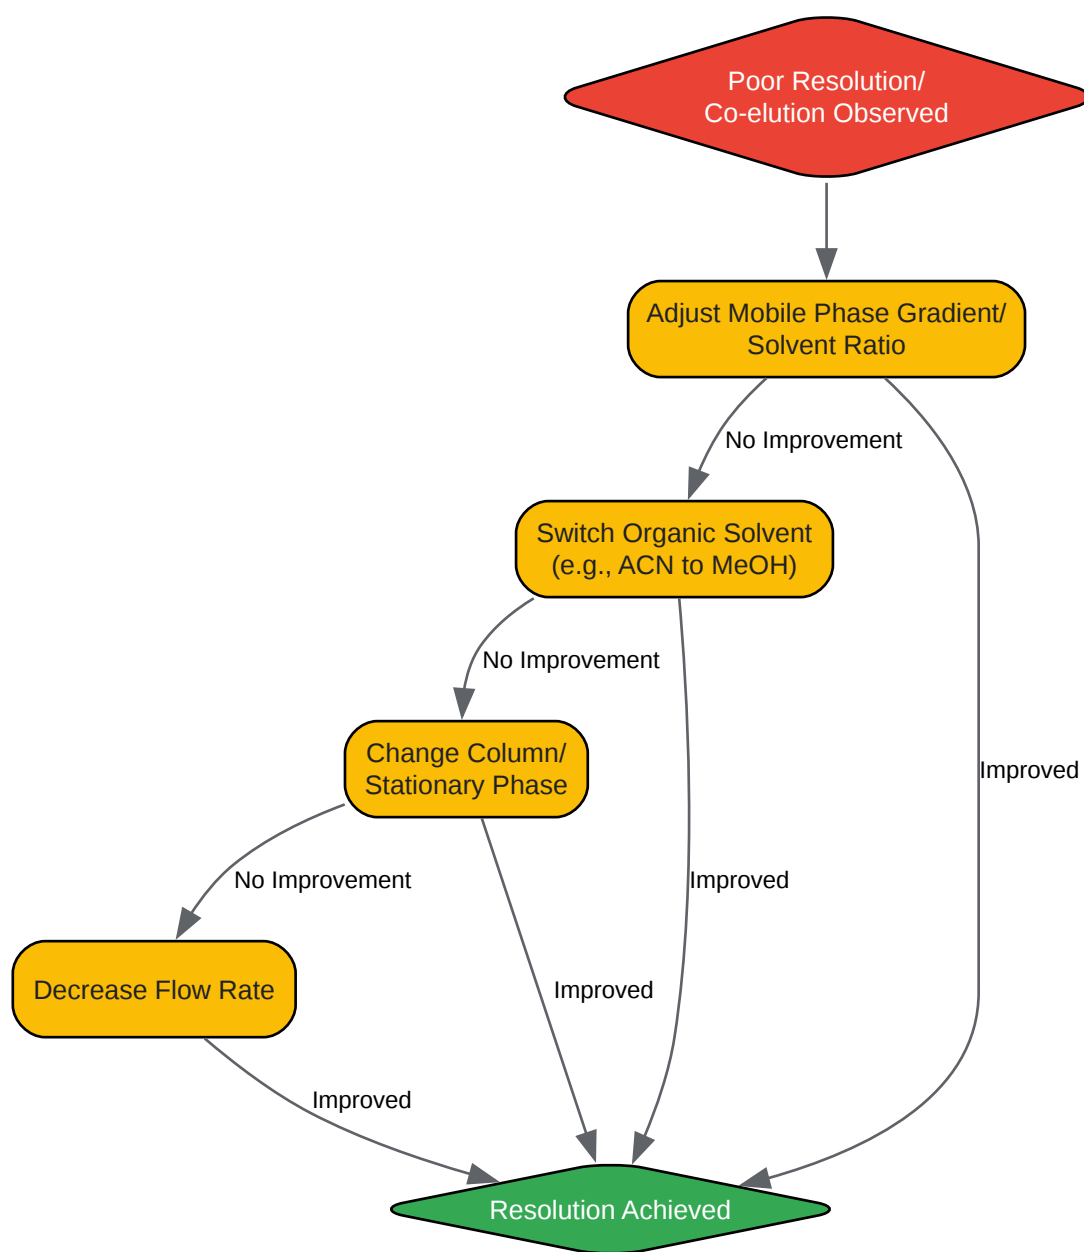 Poor Resolution/
Co-elution Observed
Adjust Mobile Phase Gradient/
Solvent Ratio
No Improvement
Switch Organic Solvent
(e.g., ACN to MeOH)
No Improvement
Change Column/
Stationary Phase
Improved
No Improvement
Improved
Decrease Flow Rate
Improved
Improved
Resolution Achieved